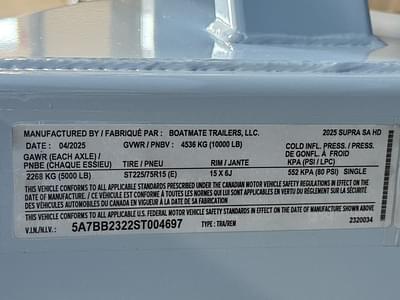 MANUFACTURED BY / FABRIQUÉ PAR : BOATMATE TRAILERS, LLC. 2025 SUPRA SA HD
DATE : 04/2025 GVWR / PNBV : 4536 KG (10000 LB) COLD INFL. PRESS./PRESS.
GAWR (EACH AXLE) / DE GONFL. À FROID
PNBE (CHAQUE ESSIEU) TIRE / PNEU RIM / JANTE KPA (PSI / LPC)
2268 KG (5000 LB) ST225/75R15 (E) 15 X 6J 552 KPA (80 PSI) SINGLE
THIS VEHICLE CONFORMS TO ALL APPLICABLE STANDARDS PRESCRIBED UNDER THE CANADIAN MOTOR VEHICLE SAFETY REGULATIONS IN
EFFECT ON THE DATE OF MANUFACTURE / CE VÉHICULE EST CONFORME À TOUTES LES NORMES QUI LUI SONT APPLICABLES EN VERTU DU RÈGLEMENT SUR LA SÉCURITÉ
DES VÉHICULES AUTOMOBILES DU CANADA EN VIGUEUR À LA DATE DE SA FABRICATION
THIS VEHICLE CONFORMS TO ALL APPLICABLE U.S. FEDERAL MOTOR VEHICLE SAFETY STANDARDS IN EFFECT ON THE DATE OF MANUFACTURE SHOWN ABOVE
V.I.N./N.I.V.: 5A7BB2322ST004697 TYPE: TRA/REM 2320034